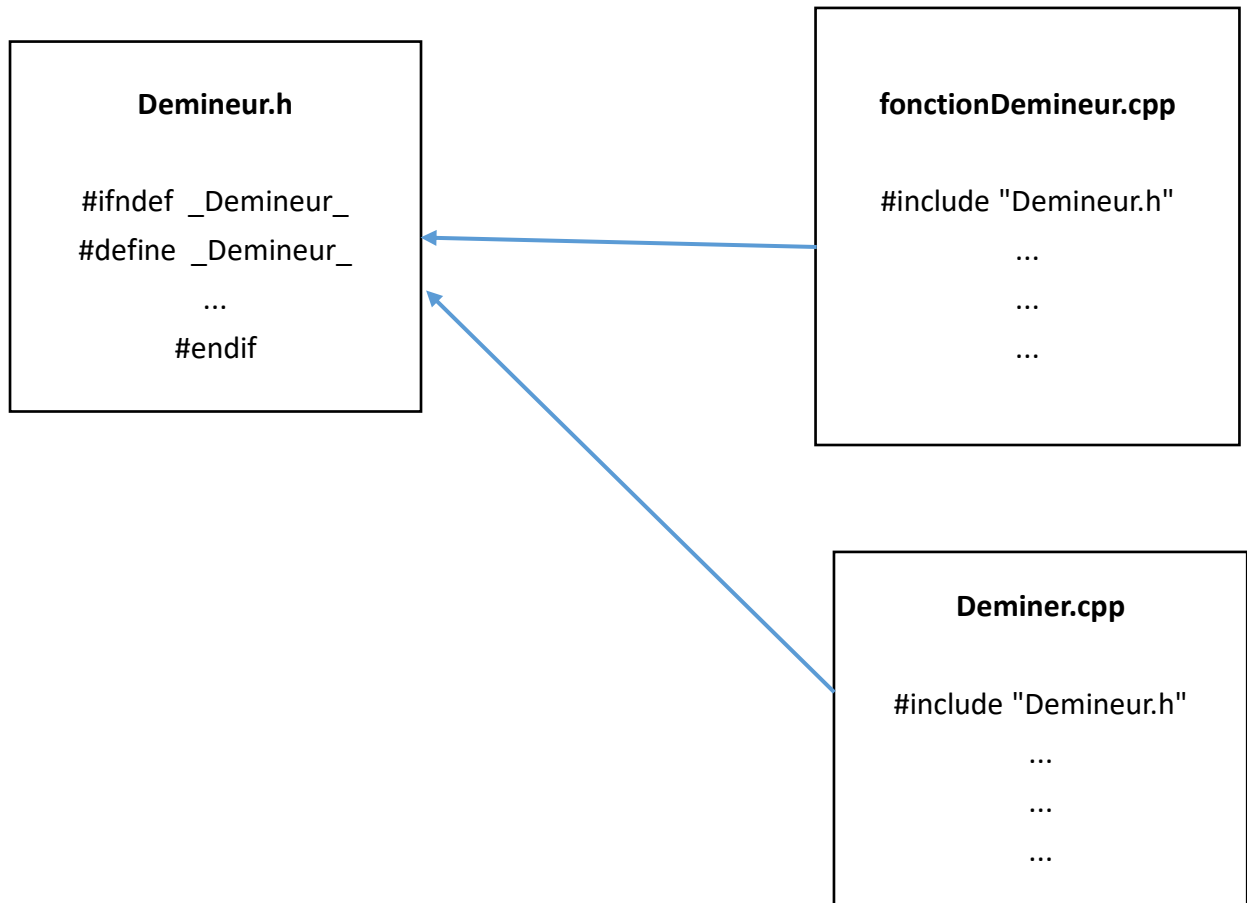 Demineur.h
#ifndef _Demineur_
#define _Demineur_
...
#endif
fonctionDemineur.cpp
#include "Demineur.h"
...
...
...
Deminer.cpp
#include "Demineur.h"
...
...
...